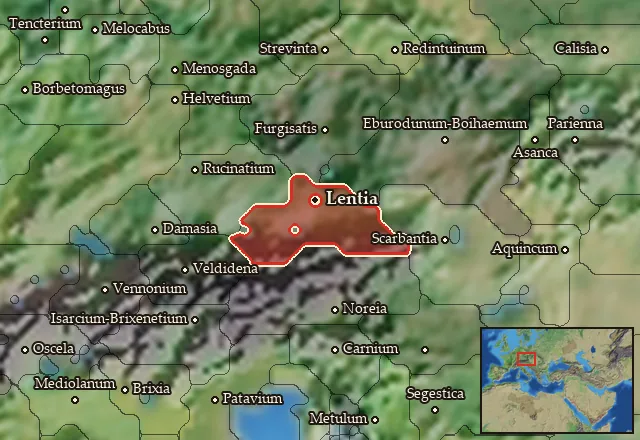 Tencterium
Melocabus
Strevinta
Redintuinum
Calisia
Menosgada
Borbetomagus
Helvetium
Furgisatis
Eburodunum-Boihaemum
Parienna
Asanca
Rucinatium
Lentia
Damasia
Scarbantia
Aquincum
Veldidena
Vennonium
Noreia
Isarcium-Brixenetium
Oscela
Carnium
Mediolanum
Brixia
Patavium
Segestica
Metulum